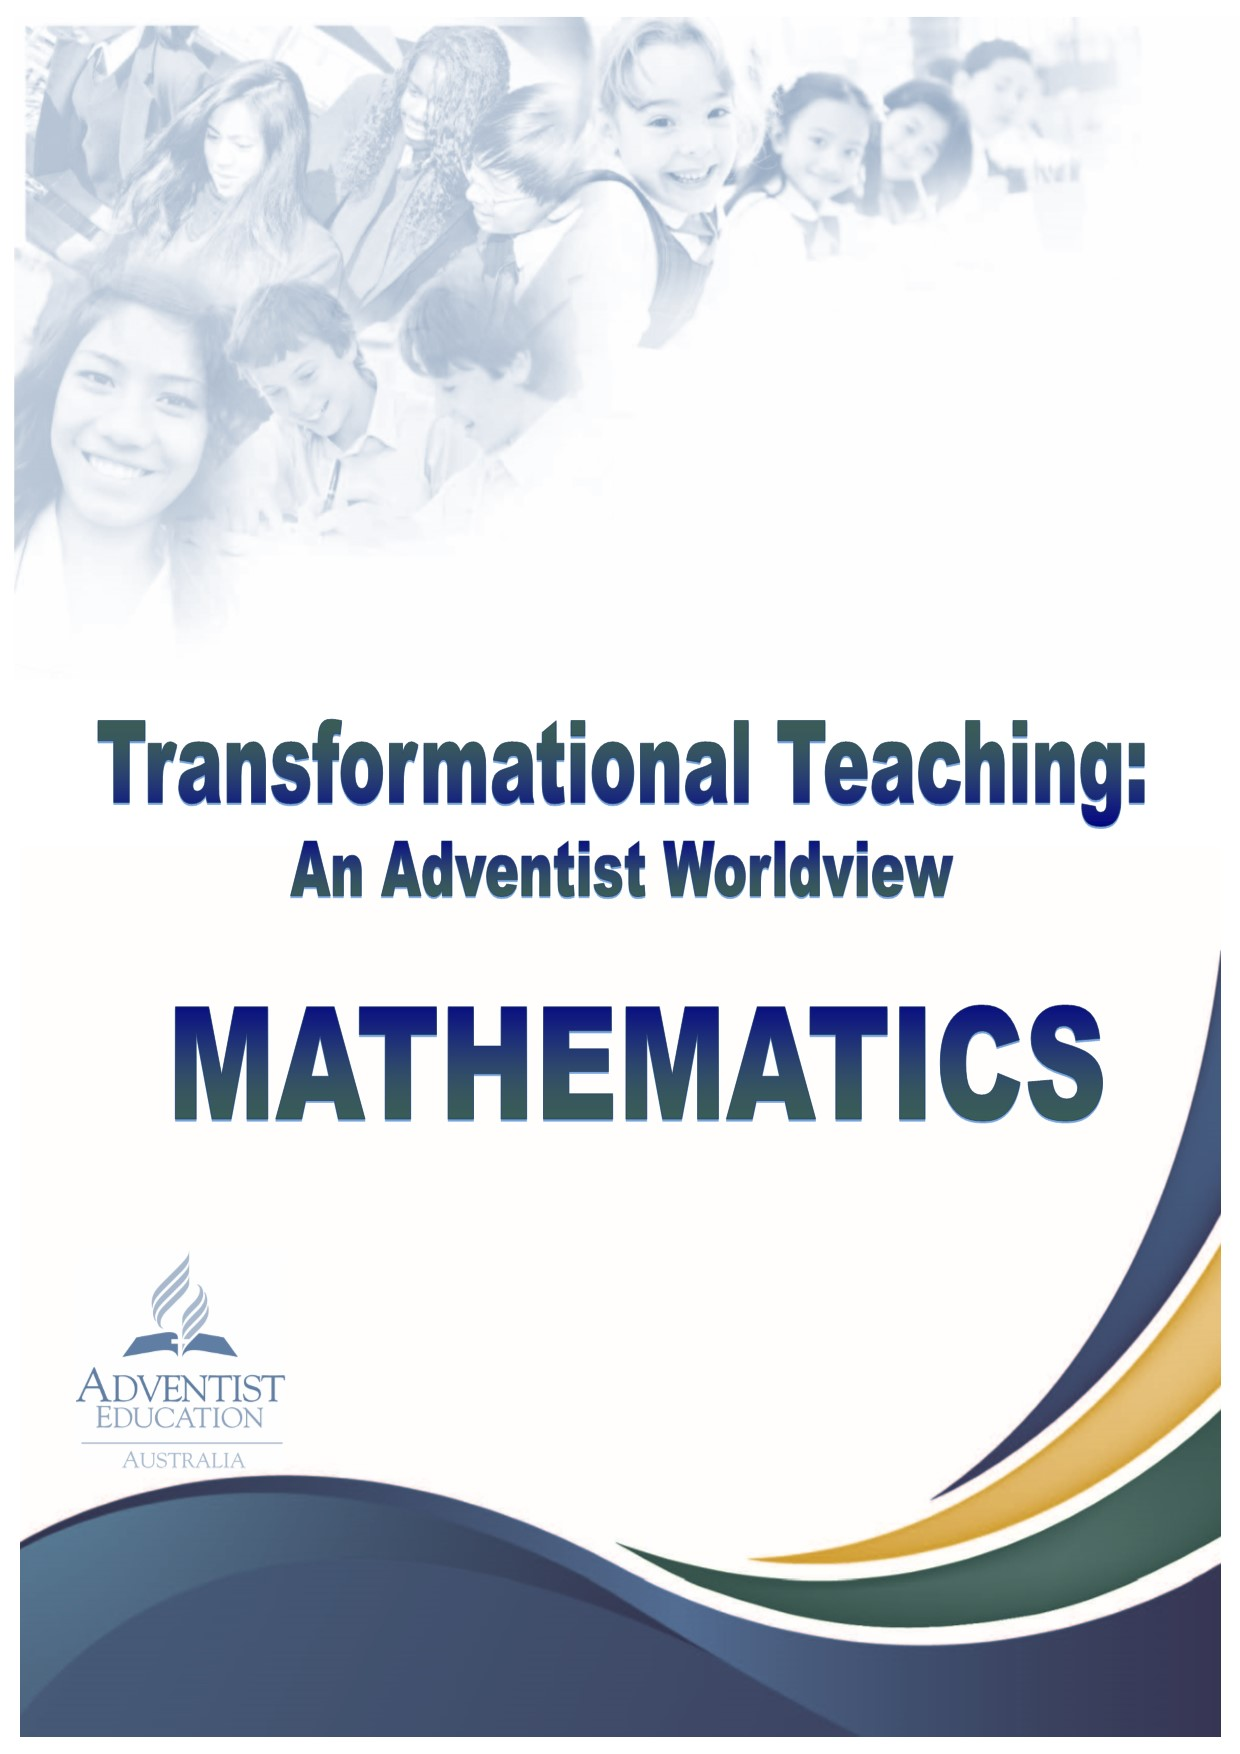 Transformational Teaching:
An Adventist Worldview
MATHEMATICS
ADVENTIST
EDUCATION
AUSTRALIA